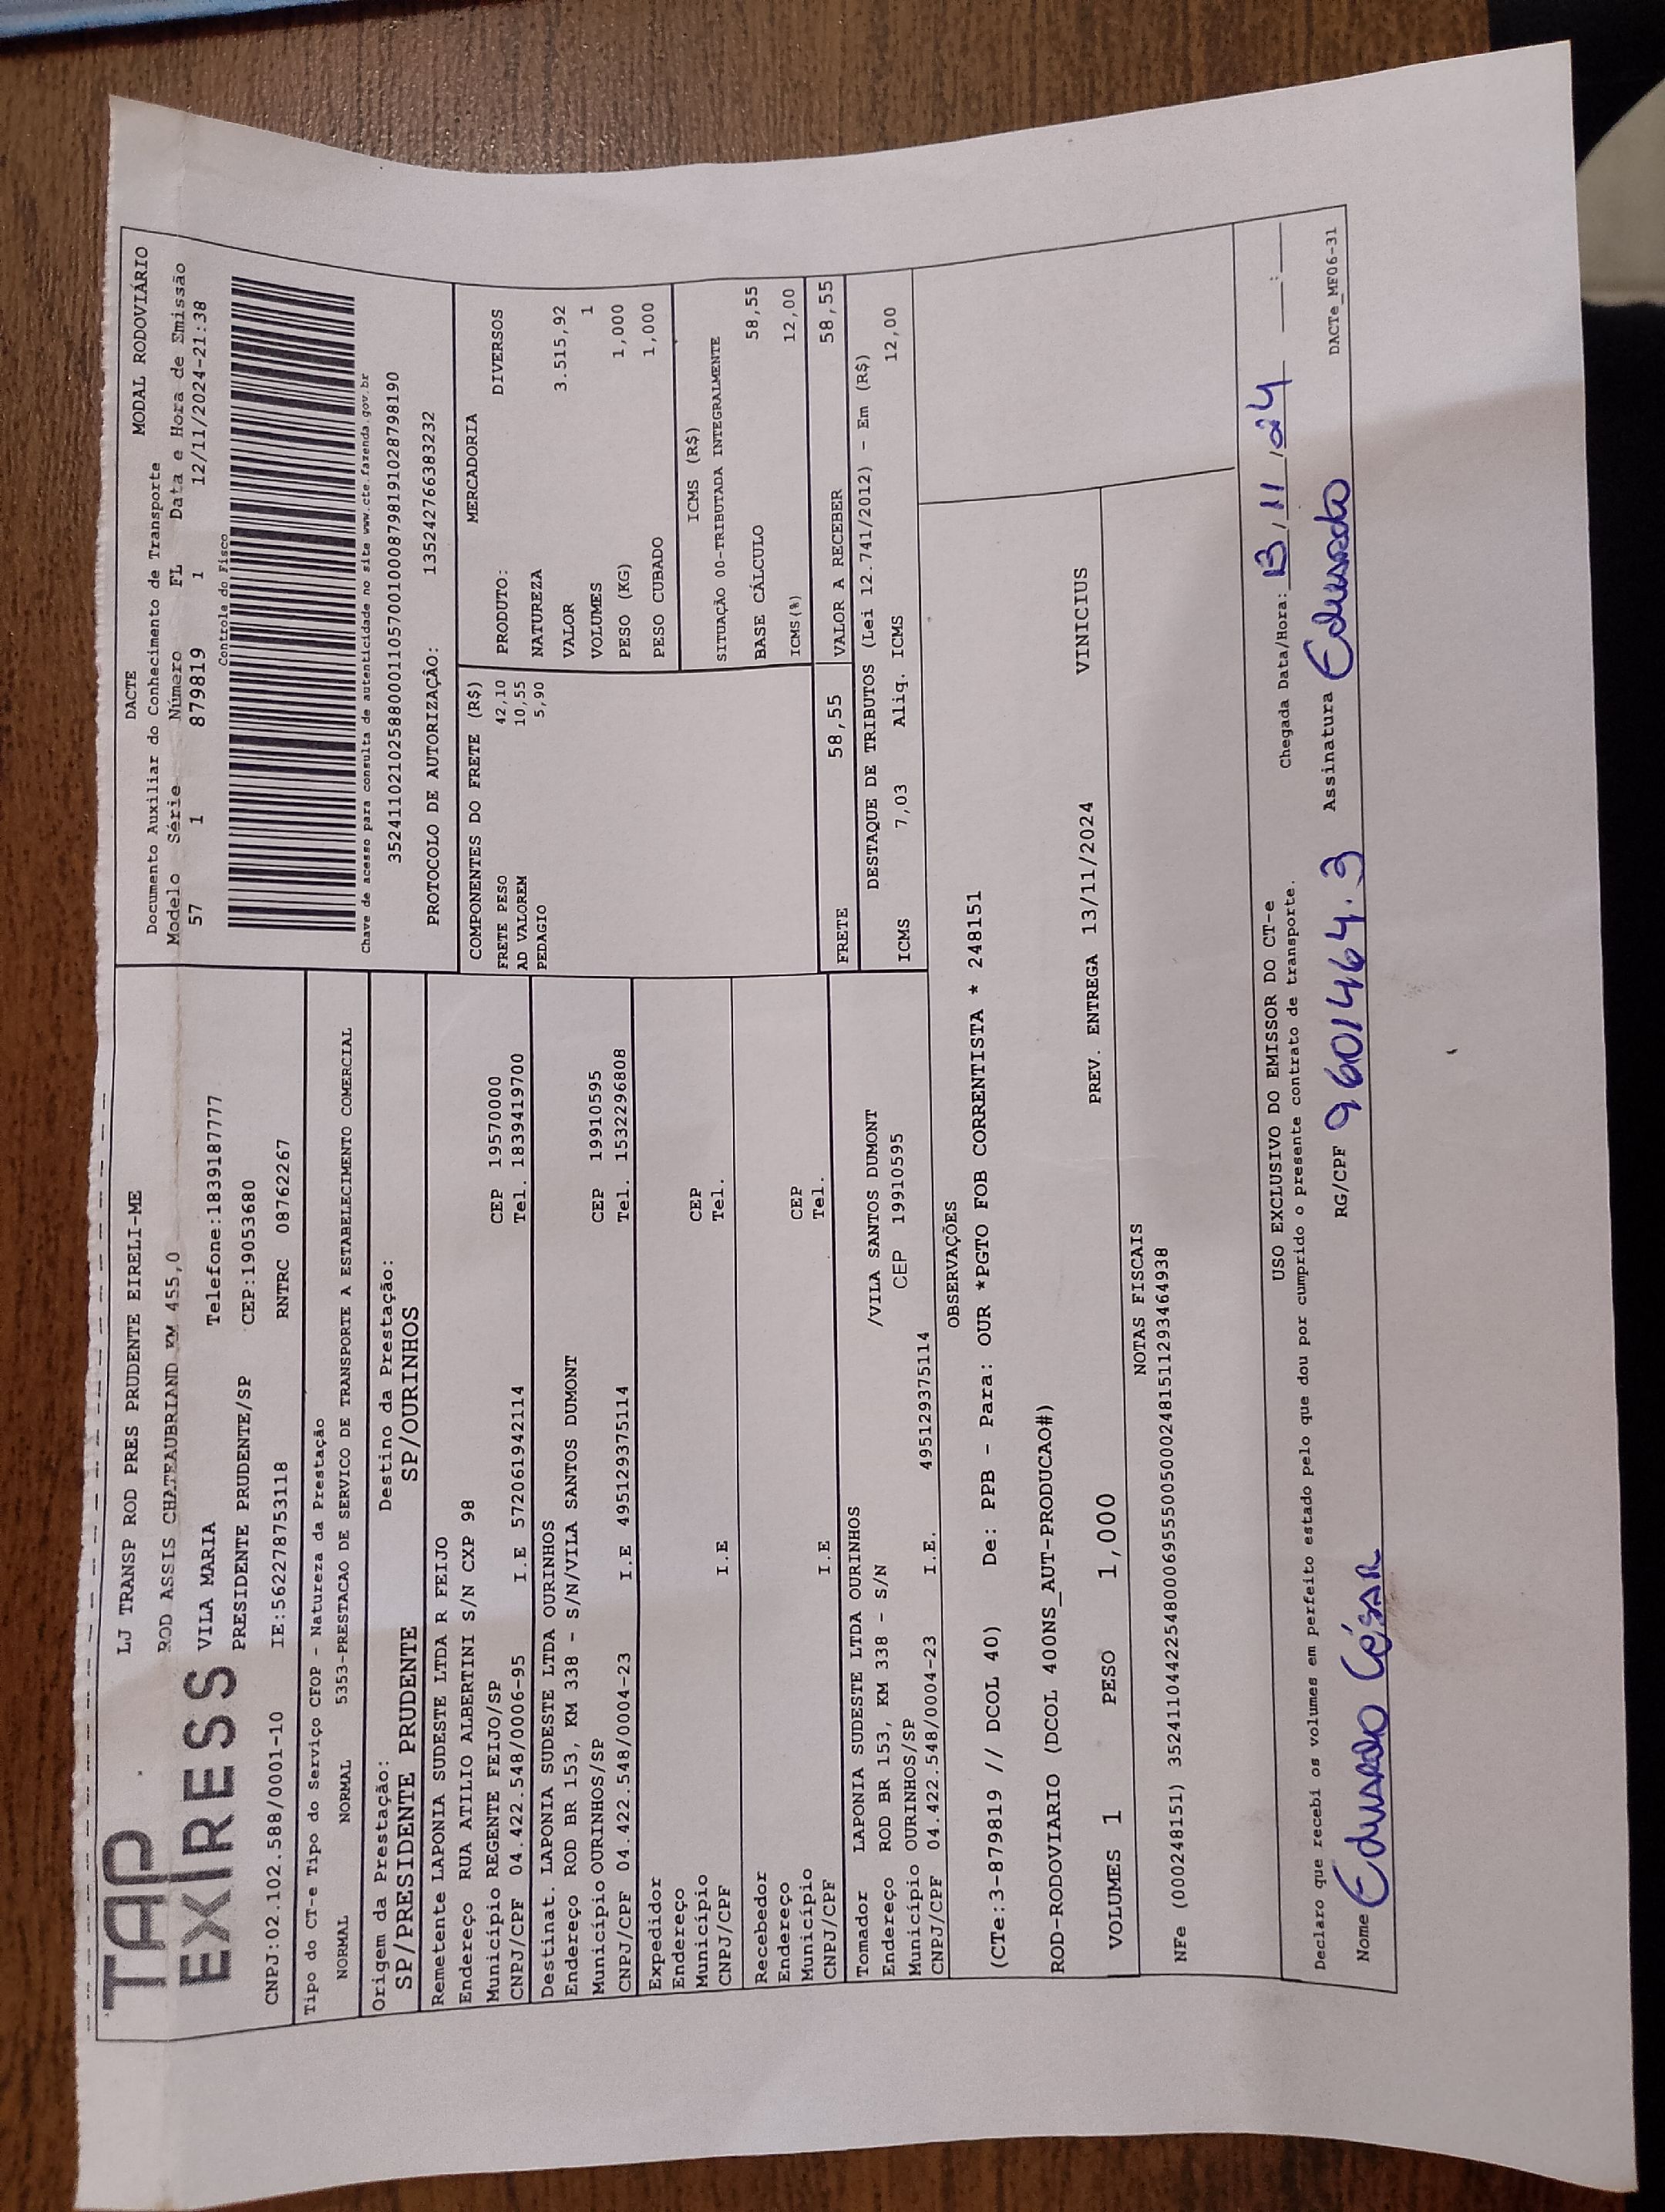 TAP EX/RESS
LJ TRANSP ROD PRES PRUDENTE EIRELI-ME
ROD ASSIS CHATEAUBRIAND KM 455,0
VILA MARIA Telefone:1839187777
PRESIDENTE PRUDENTE/SP CEP:19053680
CNPJ:02.102.588/0001-10 IE:562278753118 RNTRC 08762267
DACTE MODAL RODOVIÁRIO
Documento Auxiliar do Conhecimento de Transporte
Modelo Série Número FL Data e Hora de Emissão
57 1 879819 1 12/11/2024-21:38
Controle do Fisco
Chave de acesso para consulta de autenticidade no site www.cte.fazenda.gov.br
35241102102588000110570010008798191028798190
PROTOCOLO DE AUTORIZAÇÃO: 135242766383232
Tipo do CT-e Tipo do Serviço CFOP - Natureza da Prestação
NORMAL NORMAL 5353-PRESTACAO DE SERVICO DE TRANSPORTE A ESTABELECIMENTO COMERCIAL
Origem da Prestação: Destino da Prestação:
SP/PRESIDENTE PRUDENTE SP/OURINHOS
Remetente LAPONIA SUDESTE LTDA R FEIJO
Endereço RUA ATILIO ALBERTINI S/N CXP 98
Município REGENTE FEIJO/SP CEP 19570000
CNPJ/CPF 04.422.548/0006-95 I.E 572061942114 Tel. 1839419700
Destinat. LAPONIA SUDESTE LTDA OURINHOS
Endereço ROD BR 153, KM 338 - S/N/VILA SANTOS DUMONT
Município OURINHOS/SP CEP 19910595
CNPJ/CPF 04.422.548/0004-23 I.E 495129375114 Tel. 1532296808
Expedidor
Endereço
Município CEP
CNPJ/CPF I.E Tel.
Recebedor
Endereço
Município CEP
CNPJ/CPF I.E Tel.
Tomador LAPONIA SUDESTE LTDA OURINHOS
Endereço ROD BR 153, KM 338 - S/N /VILA SANTOS DUMONT
Município OURINHOS/SP CEP 19910595
CNPJ/CPF 04.422.548/0004-23 I.E. 495129375114
COMPONENTES DO FRETE (R$)
FRETE PESO 42,10
AD VALOREM 10,55
PEDAGIO 5,90
MERCADORIA
PRODUTO: DIVERSOS
NATUREZA
VALOR 3.515,92
VOLUMES 1
PESO (KG) 1,000
PESO CUBADO 1,000
ICMS (R$)
SITUAÇÃO 00-TRIBUTADA INTEGRALMENTE
BASE CÁLCULO 58,55
ICMS(%) 12,00
FRETE 58,55 VALOR A RECEBER 58,55
DESTAQUE DE TRIBUTOS (Lei 12.741/2012) - Em (R$)
ICMS 7,03 Aliq. ICMS 12,00
OBSERVAÇÕES
(CTe:3-879819 // DCOL 40) De: PPB - Para: OUR *PGTO FOB CORRENTISTA * 248151
ROD-RODOVIARIO (DCOL 400NS_AUT-PRODUCAO#)
VOLUMES 1 PESO 1,000 PREV. ENTREGA 13/11/2024 VINICIUS
NOTAS FISCAIS
NFe (000248151) 35241104422548000695550050002481511293464938
USO EXCLUSIVO DO EMISSOR DO CT-e
Declaro que recebi os volumes em perfeito estado pelo que dou por cumprido o presente contrato de transporte.
Chegada Data/Hora: 13/11/24 __:__
Nome Eduardo César RG/CPF 9601464.3 Assinatura Eduardo
DACTe_MF06-31